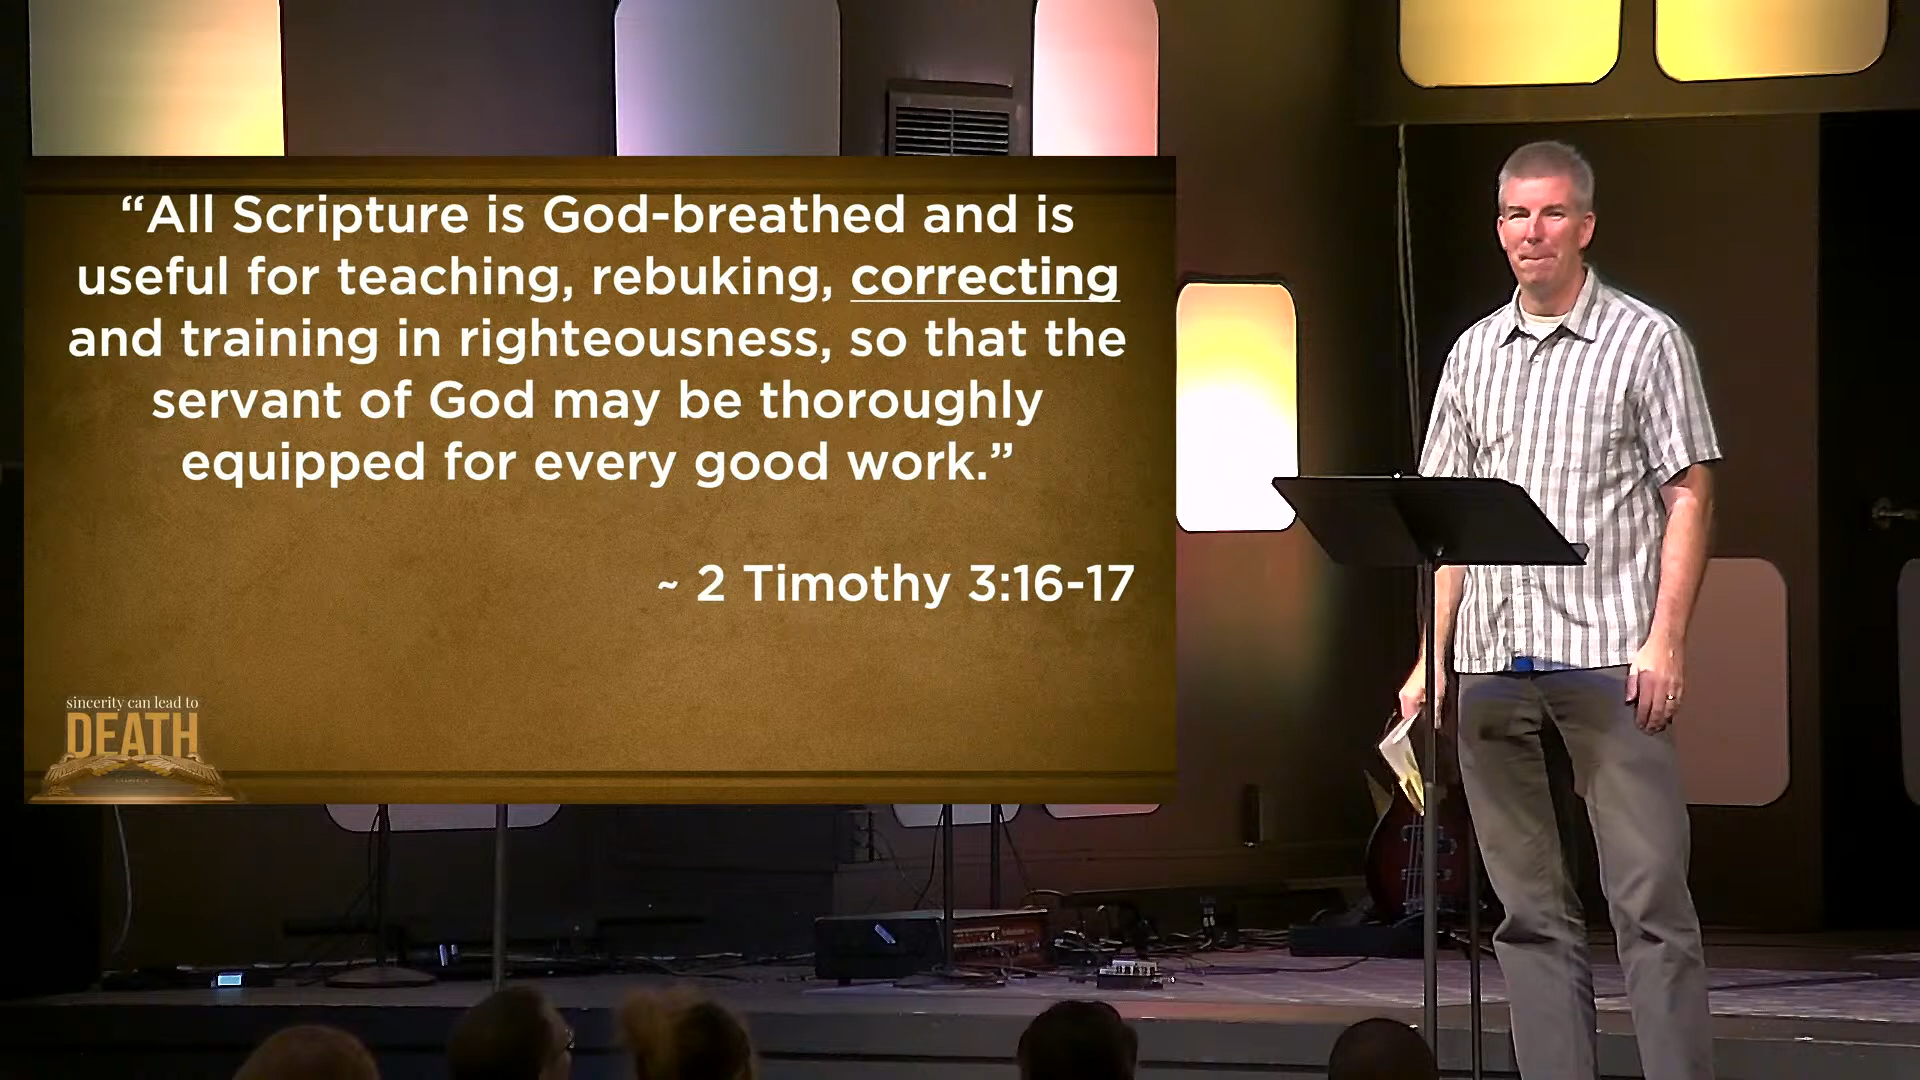 “All Scripture is God-breathed and is
useful for teaching, rebuking, correcting
and training in righteousness, so that the
servant of God may be thoroughly
equipped for every good work.”
~ 2 Timothy 3:16-17
sincerity can lead to
DEATH